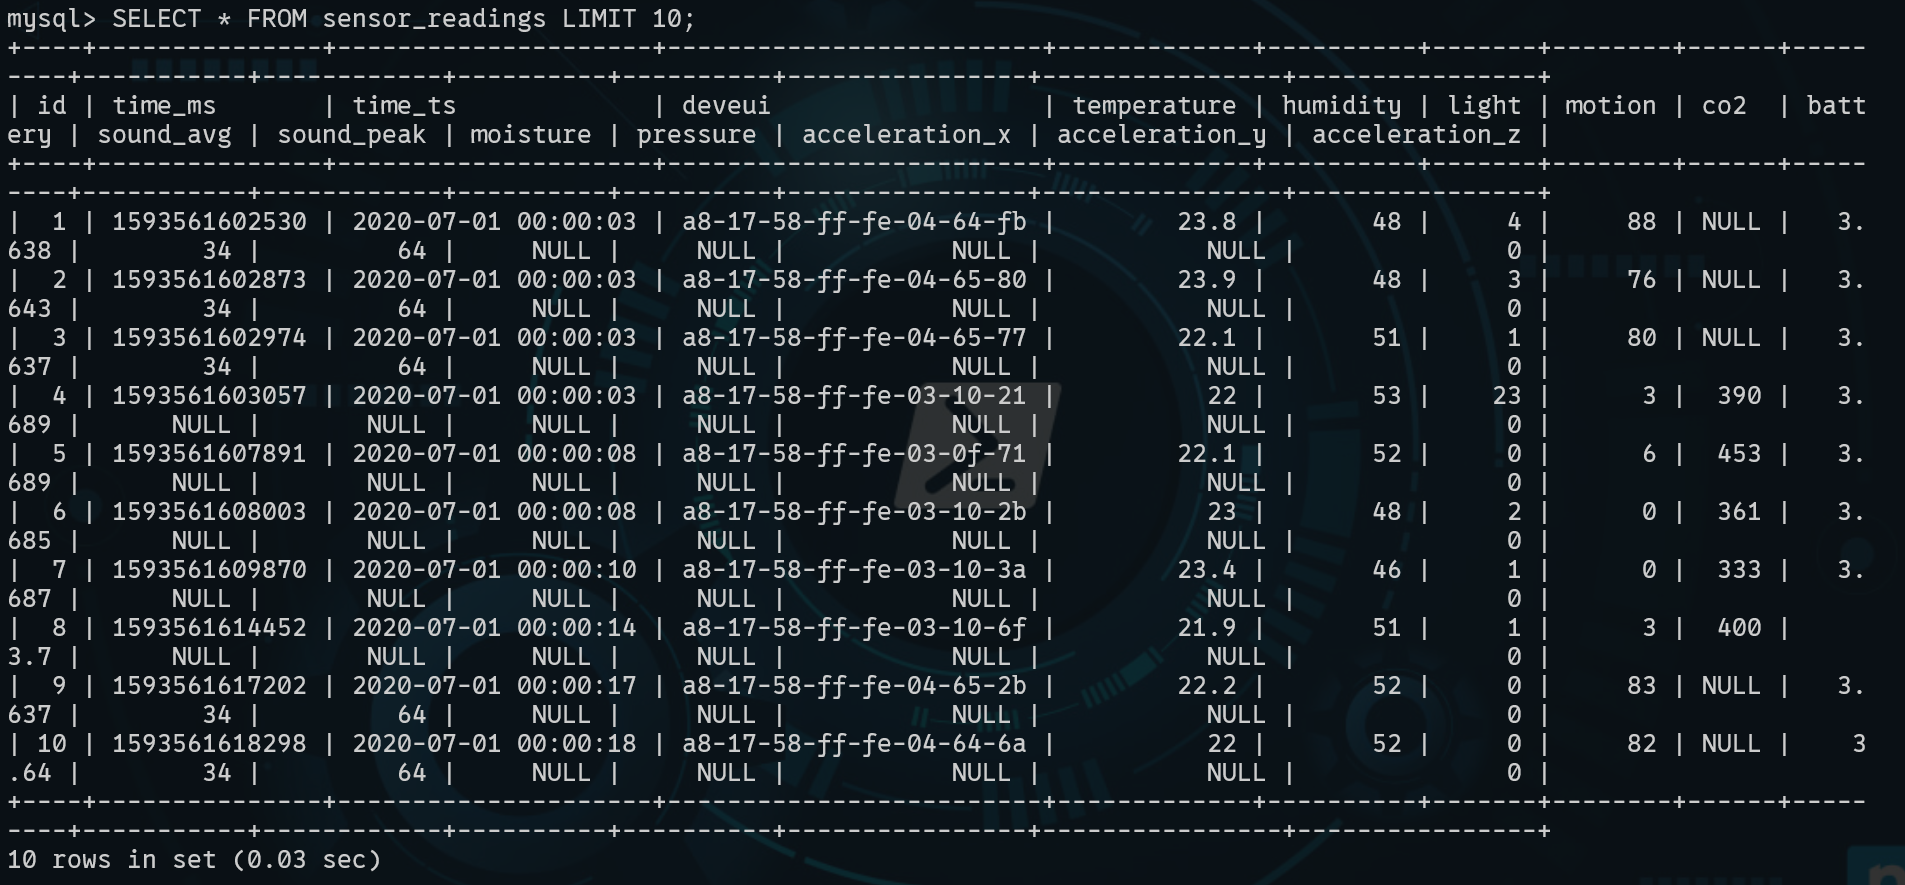 mysql> SELECT * FROM sensor_readings LIMIT 10;
+----+---------------+---------------------+-------------------------+-------------+----------+-------+--------+------+-----
----+-----------+------------+----------+----------+----------------+----------------+----------------+
| id | time_ms       | time_ts             | deveui                  | temperature | humidity | light | motion | co2  | batt
ery | sound_avg | sound_peak | moisture | pressure | acceleration_x | acceleration_y | acceleration_z |
+----+---------------+---------------------+-------------------------+-------------+----------+-------+--------+------+-----
----+-----------+------------+----------+----------+----------------+----------------+----------------+
|  1 | 1593561602530 | 2020-07-01 00:00:03 | a8-17-58-ff-fe-04-64-fb |        23.8 |       48 |     4 |     88 | NULL |   3.
638 |        34 |         64 |     NULL |     NULL |           NULL |           NULL |              0 |
|  2 | 1593561602873 | 2020-07-01 00:00:03 | a8-17-58-ff-fe-04-65-80 |        23.9 |       48 |     3 |     76 | NULL |   3.
643 |        34 |         64 |     NULL |     NULL |           NULL |           NULL |              0 |
|  3 | 1593561602974 | 2020-07-01 00:00:03 | a8-17-58-ff-fe-04-65-77 |        22.1 |       51 |     1 |     80 | NULL |   3.
637 |        34 |         64 |     NULL |     NULL |           NULL |           NULL |              0 |
|  4 | 1593561603057 | 2020-07-01 00:00:03 | a8-17-58-ff-fe-03-10-21 |          22 |       53 |    23 |      3 |  390 |   3.
689 |      NULL |       NULL |     NULL |     NULL |           NULL |           NULL |              0 |
|  5 | 1593561607891 | 2020-07-01 00:00:08 | a8-17-58-ff-fe-03-0f-71 |        22.1 |       52 |     0 |      6 |  453 |   3.
689 |      NULL |       NULL |     NULL |     NULL |           NULL |           NULL |              0 |
|  6 | 1593561608003 | 2020-07-01 00:00:08 | a8-17-58-ff-fe-03-10-2b |          23 |       48 |     2 |      0 |  361 |   3.
685 |      NULL |       NULL |     NULL |     NULL |           NULL |           NULL |              0 |
|  7 | 1593561609870 | 2020-07-01 00:00:10 | a8-17-58-ff-fe-03-10-3a |        23.4 |       46 |     1 |      0 |  333 |   3.
687 |      NULL |       NULL |     NULL |     NULL |           NULL |           NULL |              0 |
|  8 | 1593561614452 | 2020-07-01 00:00:14 | a8-17-58-ff-fe-03-10-6f |        21.9 |       51 |     1 |      3 |  400 |
3.7 |      NULL |       NULL |     NULL |     NULL |           NULL |           NULL |              0 |
|  9 | 1593561617202 | 2020-07-01 00:00:17 | a8-17-58-ff-fe-04-65-2b |        22.2 |       52 |     0 |     83 | NULL |   3.
637 |        34 |         64 |     NULL |     NULL |           NULL |           NULL |              0 |
| 10 | 1593561618298 | 2020-07-01 00:00:18 | a8-17-58-ff-fe-04-64-6a |          22 |       52 |     0 |     82 | NULL |    3
.64 |        34 |         64 |     NULL |     NULL |           NULL |           NULL |              0 |
+----+---------------+---------------------+-------------------------+-------------+----------+-------+--------+------+-----
----+-----------+------------+----------+----------+----------------+----------------+----------------+
10 rows in set (0.03 sec)